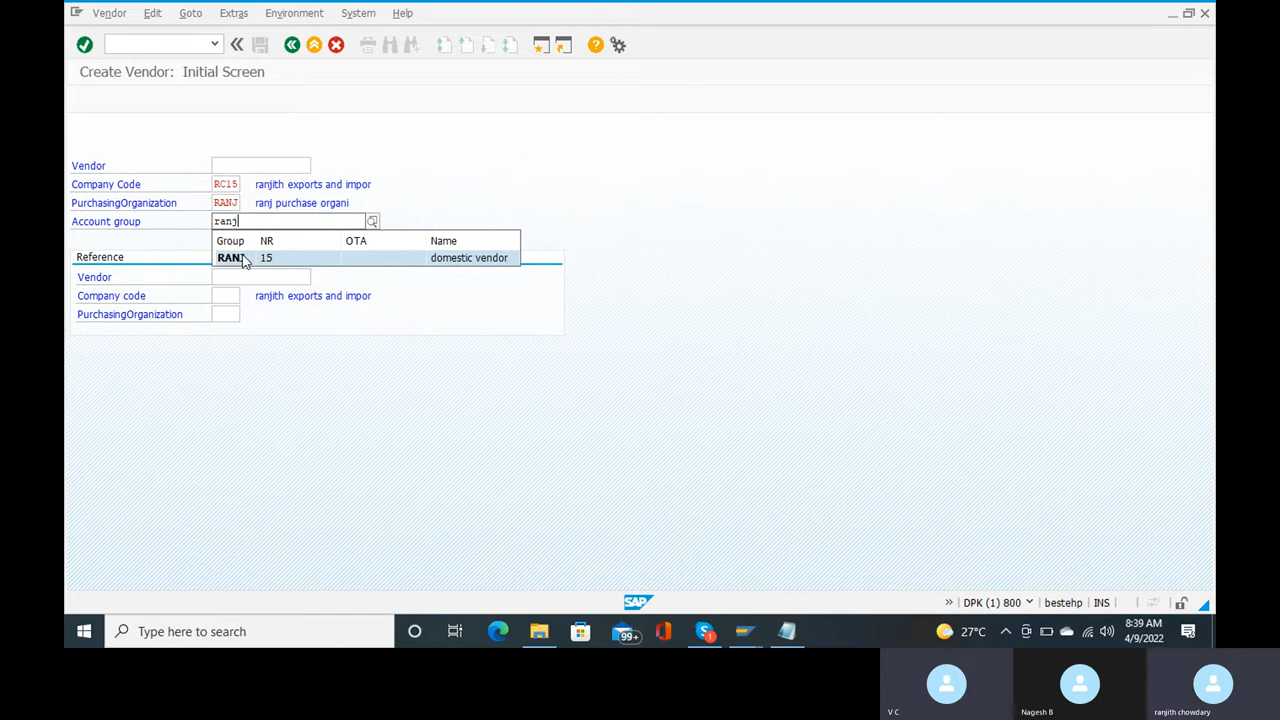 Vendor Edit Goto Extras Environment System Help
Create Vendor: Initial Screen
Vendor
Company Code RC15 ranjith exports and impor
PurchasingOrganization RANJ ranj purchase organi
Account group ranj
Group NR OTA Name
RANJ 15 domestic vendor
Reference
Vendor
Company code ranjith exports and impor
PurchasingOrganization
SAP
DPK (1) 800 bestehp INS
Type here to search
99+
1
27°C
8:39 AM
4/9/2022
V C
Nagesh B
ranjith chowdary